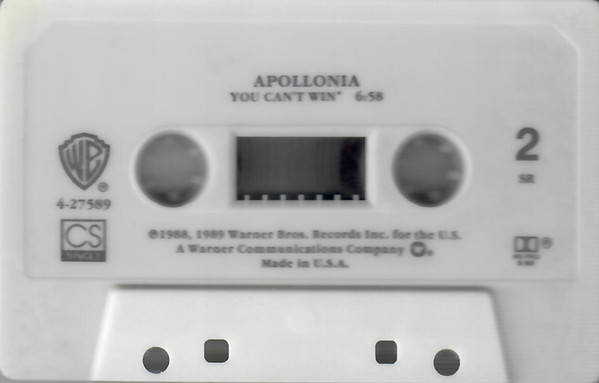 APOLLONIA
YOU CAN'T WIN" 6:58
2
SR
WB
®
4-27589
CS
SINGLE
℗1988, 1989 Warner Bros. Records Inc. for the U.S.
A Warner Communications Company ®.
Made in U.S.A.
®